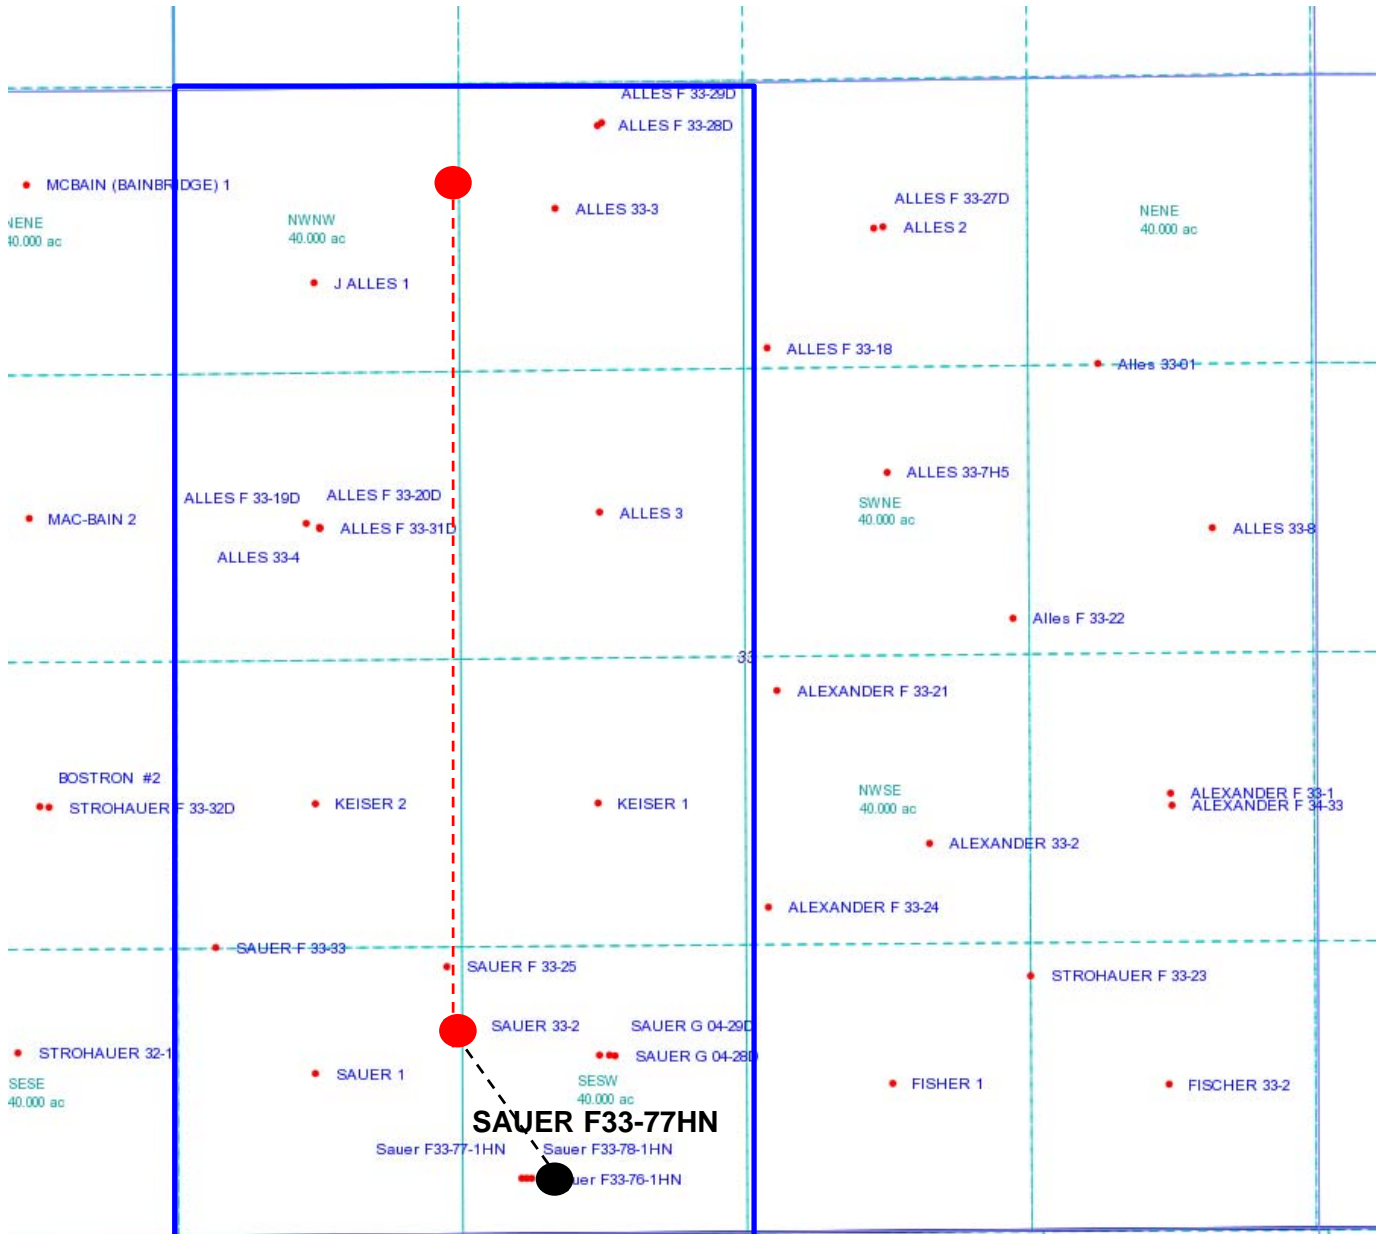 ALLES F 33-29D
ALLES F 33-28D
MCBAIN (BAINBRIDGE) 1
ALLES 33-3
ALLES F 33-27D
ALLES 2
NENE
40.000 ac
NWNW
40.000 ac
NENE
40.000 ac
J ALLES 1
ALLES F 33-18
Alles 33-01
ALLES 33-7H5
SWNE
40.000 ac
ALLES F 33-19D
ALLES F 33-20D
MAC-BAIN 2
ALLES F 33-31D
ALLES 3
ALLES 33-8
ALLES 33-4
Alles F 33-22
33
ALEXANDER F 33-21
BOSTRON #2
STROHAUER F 33-32D
KEISER 2
KEISER 1
NWSE
40.000 ac
ALEXANDER F 33-1
ALEXANDER F 34-33
ALEXANDER 33-2
ALEXANDER F 33-24
SAUER F 33-33
SAUER F 33-25
STROHAUER F 33-23
SAUER 33-2
SAUER G 04-29D
STROHAUER 32-1
SAUER G 04-28D
SAUER 1
SESE
40.000 ac
SESW
40.000 ac
FISHER 1
FISCHER 33-2
SAUER F33-77HN
Sauer F33-77-1HN
Sauer F33-78-1HN
uer F33-76-1HN